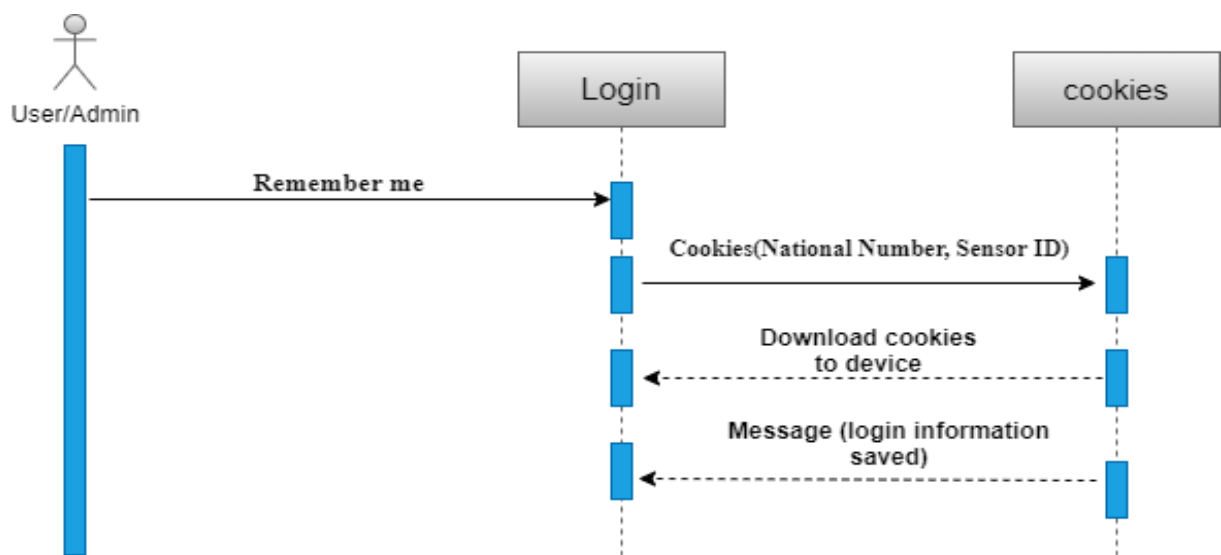 User/Admin
Login
cookies
Remember me
Cookies(National Number, Sensor ID)
Download cookies
to device
Message (login information
saved)